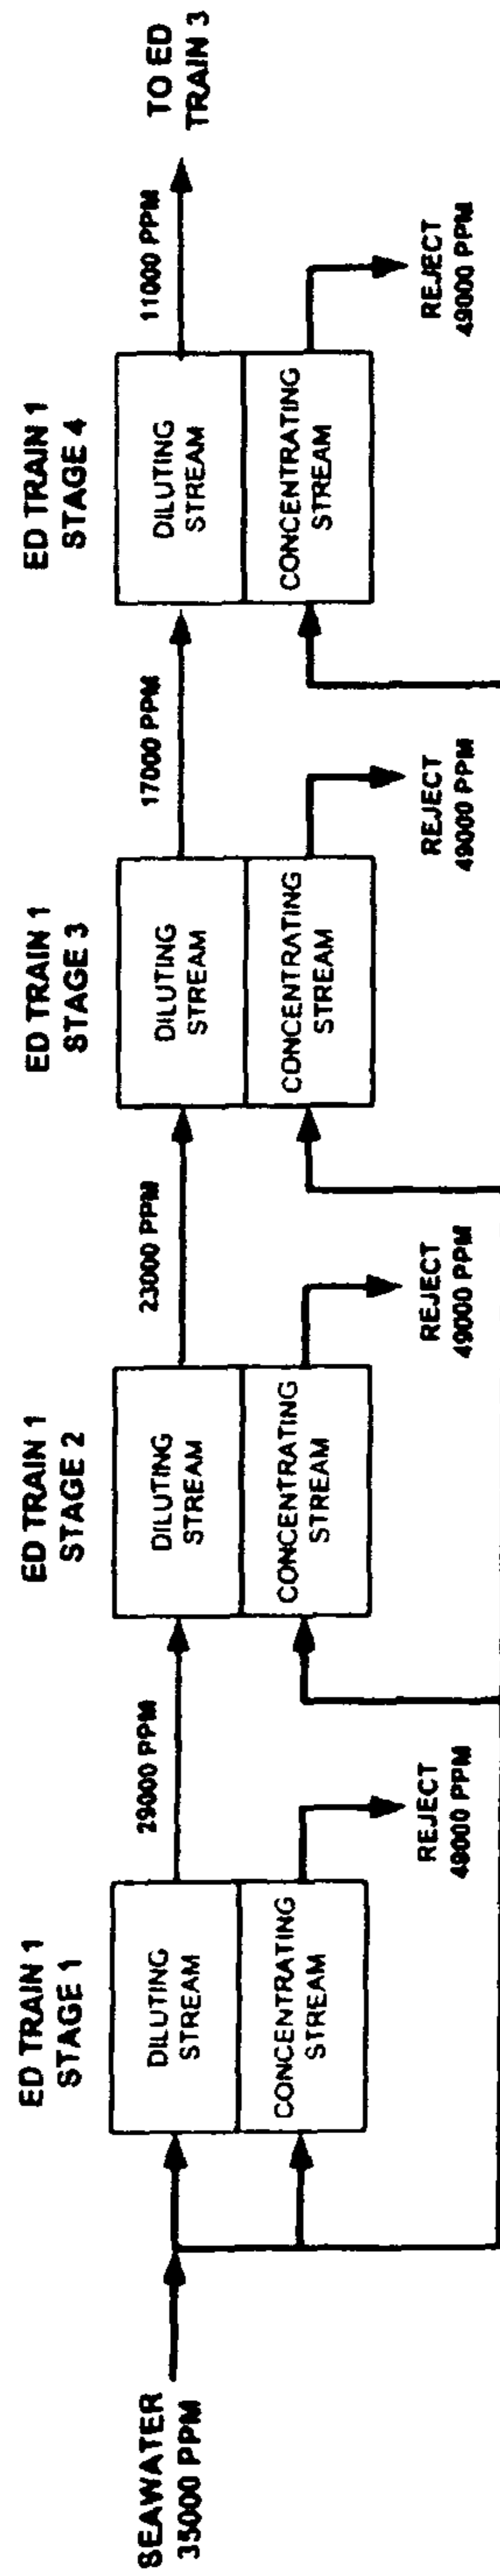 SEAWATER
35000 PPM
ED TRAIN 1
STAGE 1
DILUTING
STREAM
CONCENTRATING
STREAM
29000 PPM
REJECT
49000 PPM
ED TRAIN 1
STAGE 2
DILUTING
STREAM
CONCENTRATING
STREAM
23000 PPM
REJECT
49000 PPM
ED TRAIN 1
STAGE 3
DILUTING
STREAM
CONCENTRATING
STREAM
17000 PPM
REJECT
49000 PPM
ED TRAIN 1
STAGE 4
DILUTING
STREAM
CONCENTRATING
STREAM
11000 PPM
REJECT
49000 PPM
TO ED
TRAIN 3